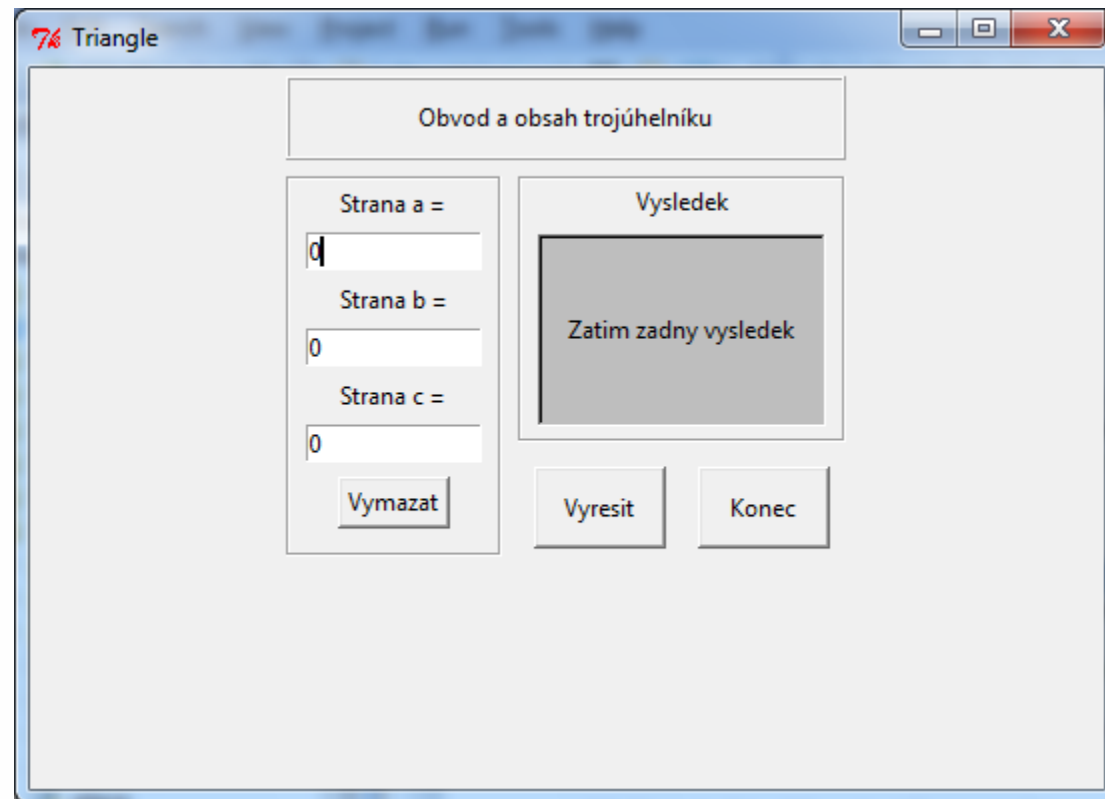 Triangle
Obvod a obsah trojúhelníku
Strana a =
0
Strana b =
0
Strana c =
0
Vymazat
Vysledek
Zatim zadny vysledek
Vyresit
Konec